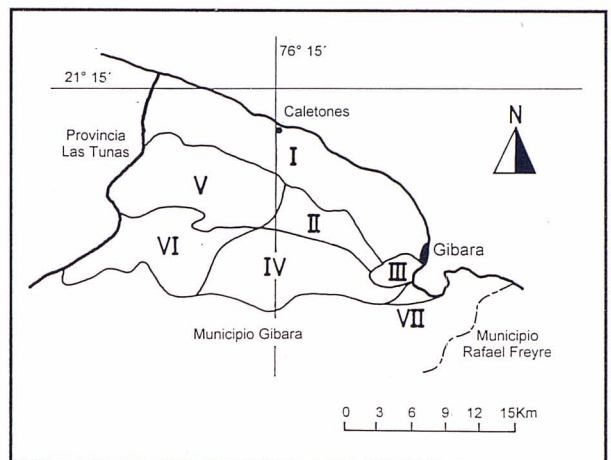 76° 15´
21° 15´
Caletones
Provincia
Las Tunas
N
I
V
II
Gibara
VI
IV
III
VII
Municipio Gibara
Municipio
Rafael Freyre
0 3 6 9 12 15Km